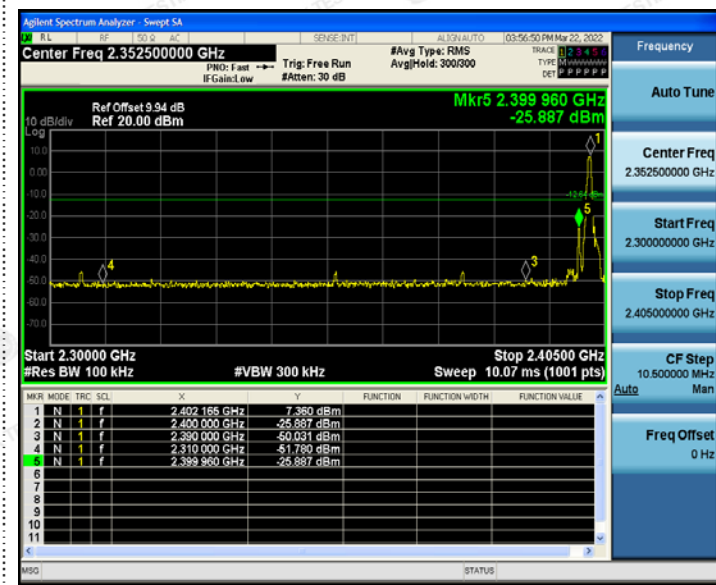 Agilent Spectrum Analyzer - Swept SA
RL RF 50 Ω AC SENSE:INT ALIGN AUTO 03:56:50 PM Mar 22, 2022
Center Freq 2.352500000 GHz
PNO: Fast
IFGain:Low
Trig: Free Run
#Atten: 30 dB
#Avg Type: RMS
Avg|Hold: 300/300
TRACE 1 2 3 4 5 6
TYPE M WWWWW
DET P P P P P P
Mkr5 2.399 960 GHz
-25.887 dBm
Ref Offset 9.94 dB
10 dB/div Ref 20.00 dBm
Log
10.0
0.00
-10.0
-20.0
-30.0
-40.0
-50.0
-60.0
-70.0
1
-12.64 dBm
5
3
4
Start 2.30000 GHz Stop 2.40500 GHz
#Res BW 100 kHz #VBW 300 kHz Sweep 10.07 ms (1001 pts)
MKR MODE TRC SCL X Y FUNCTION FUNCTION WIDTH FUNCTION VALUE
1 N 1 f 2.402 165 GHz 7.360 dBm
2 N 1 f 2.400 000 GHz -25.887 dBm
3 N 1 f 2.390 000 GHz -50.031 dBm
4 N 1 f 2.310 000 GHz -51.780 dBm
5 N 1 f 2.399 960 GHz -25.887 dBm
6
7
8
9
10
11
MSG STATUS
Frequency
Auto Tune
Center Freq
2.352500000 GHz
Start Freq
2.300000000 GHz
Stop Freq
2.405000000 GHz
CF Step
10.500000 MHz
Auto Man
Freq Offset
0 Hz